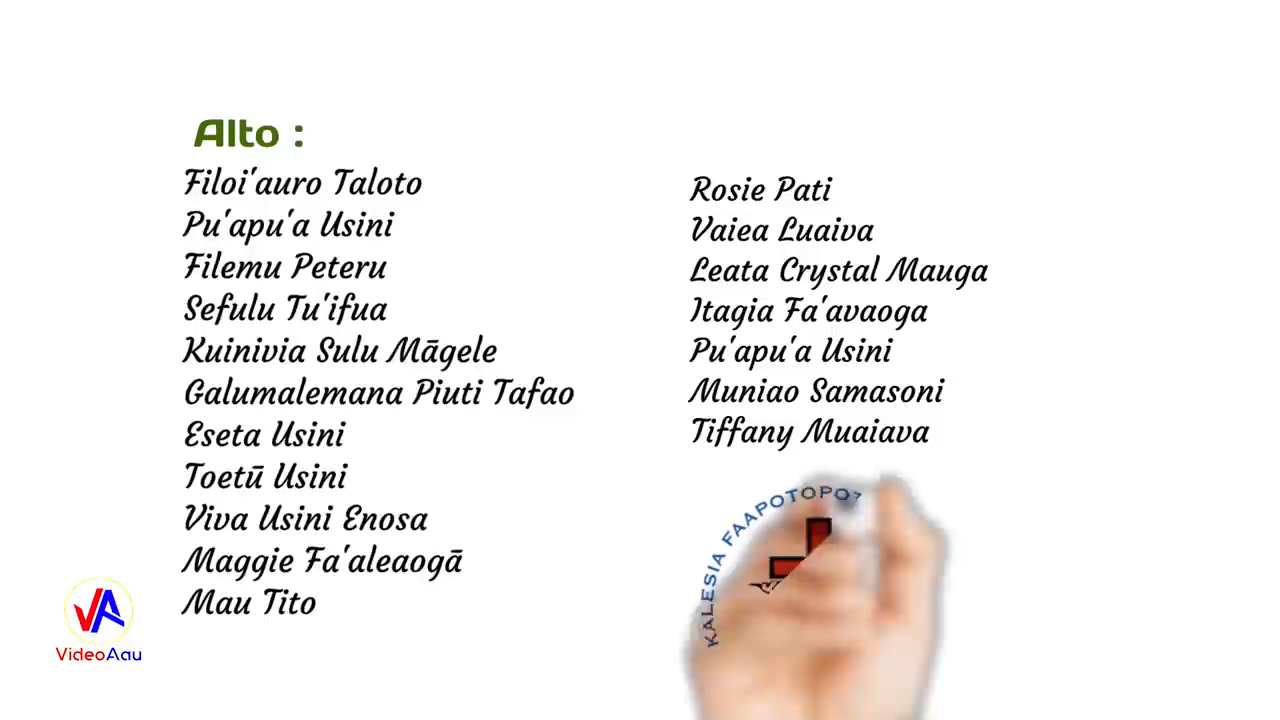 Alto :
Filoi'auro Taloto
Pu'apu'a Usini
Filemu Peteru
Sefulu Tu'ifua
Kuinivia Sulu Māgele
Galumalemana Piuti Tafao
Eseta Usini
Toetū Usini
Viva Usini Enosa
Maggie Fa'aleaogā
Mau Tito
Rosie Pati
Vaiea Luaiva
Leata Crystal Mauga
Itagia Fa'avaoga
Pu'apu'a Usini
Muniao Samasoni
Tiffany Muaiava
KALESIA
VA
VideoAau